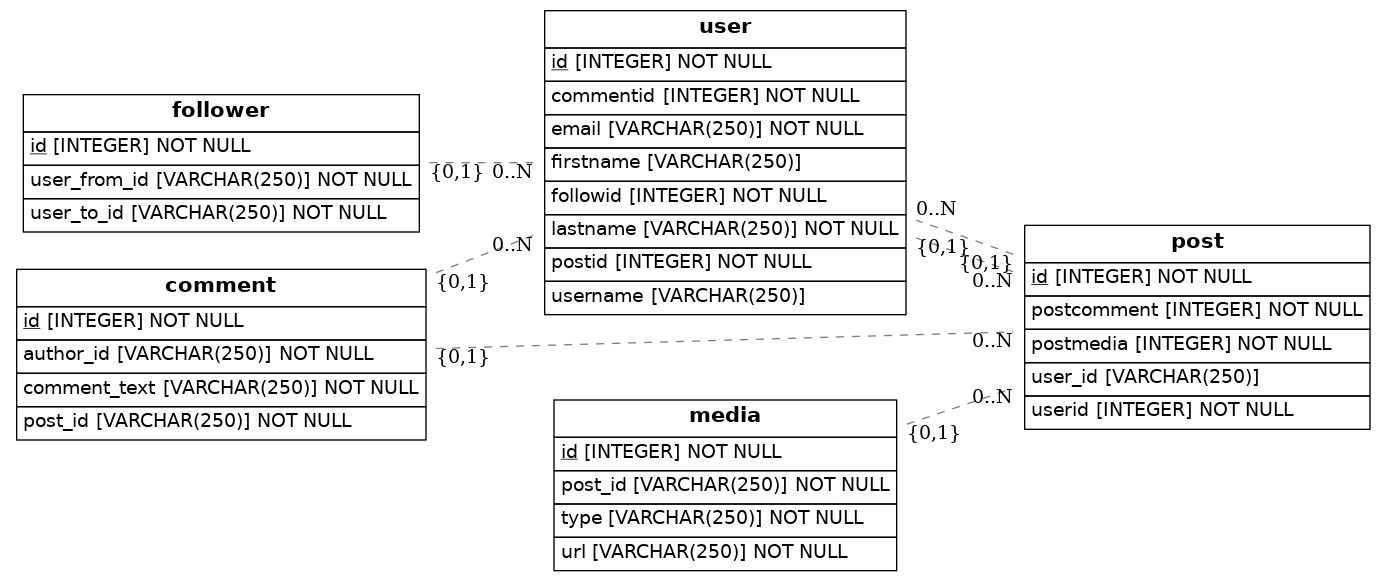 user
id [INTEGER] NOT NULL
commentid [INTEGER] NOT NULL
email [VARCHAR(250)] NOT NULL
firstname [VARCHAR(250)]
followid [INTEGER] NOT NULL
lastname [VARCHAR(250)] NOT NULL
postid [INTEGER] NOT NULL
username [VARCHAR(250)]
follower
id [INTEGER] NOT NULL
user_from_id [VARCHAR(250)] NOT NULL
user_to_id [VARCHAR(250)] NOT NULL
{0,1}
0..N
comment
id [INTEGER] NOT NULL
author_id [VARCHAR(250)] NOT NULL
comment_text [VARCHAR(250)] NOT NULL
post_id [VARCHAR(250)] NOT NULL
0..N
{0,1}
{0,1}
0..N
0..N
{0,1}
{0,1}
0..N
post
id [INTEGER] NOT NULL
postcomment [INTEGER] NOT NULL
postmedia [INTEGER] NOT NULL
user_id [VARCHAR(250)]
userid [INTEGER] NOT NULL
0..N
{0,1}
media
id [INTEGER] NOT NULL
post_id [VARCHAR(250)] NOT NULL
type [VARCHAR(250)] NOT NULL
url [VARCHAR(250)] NOT NULL